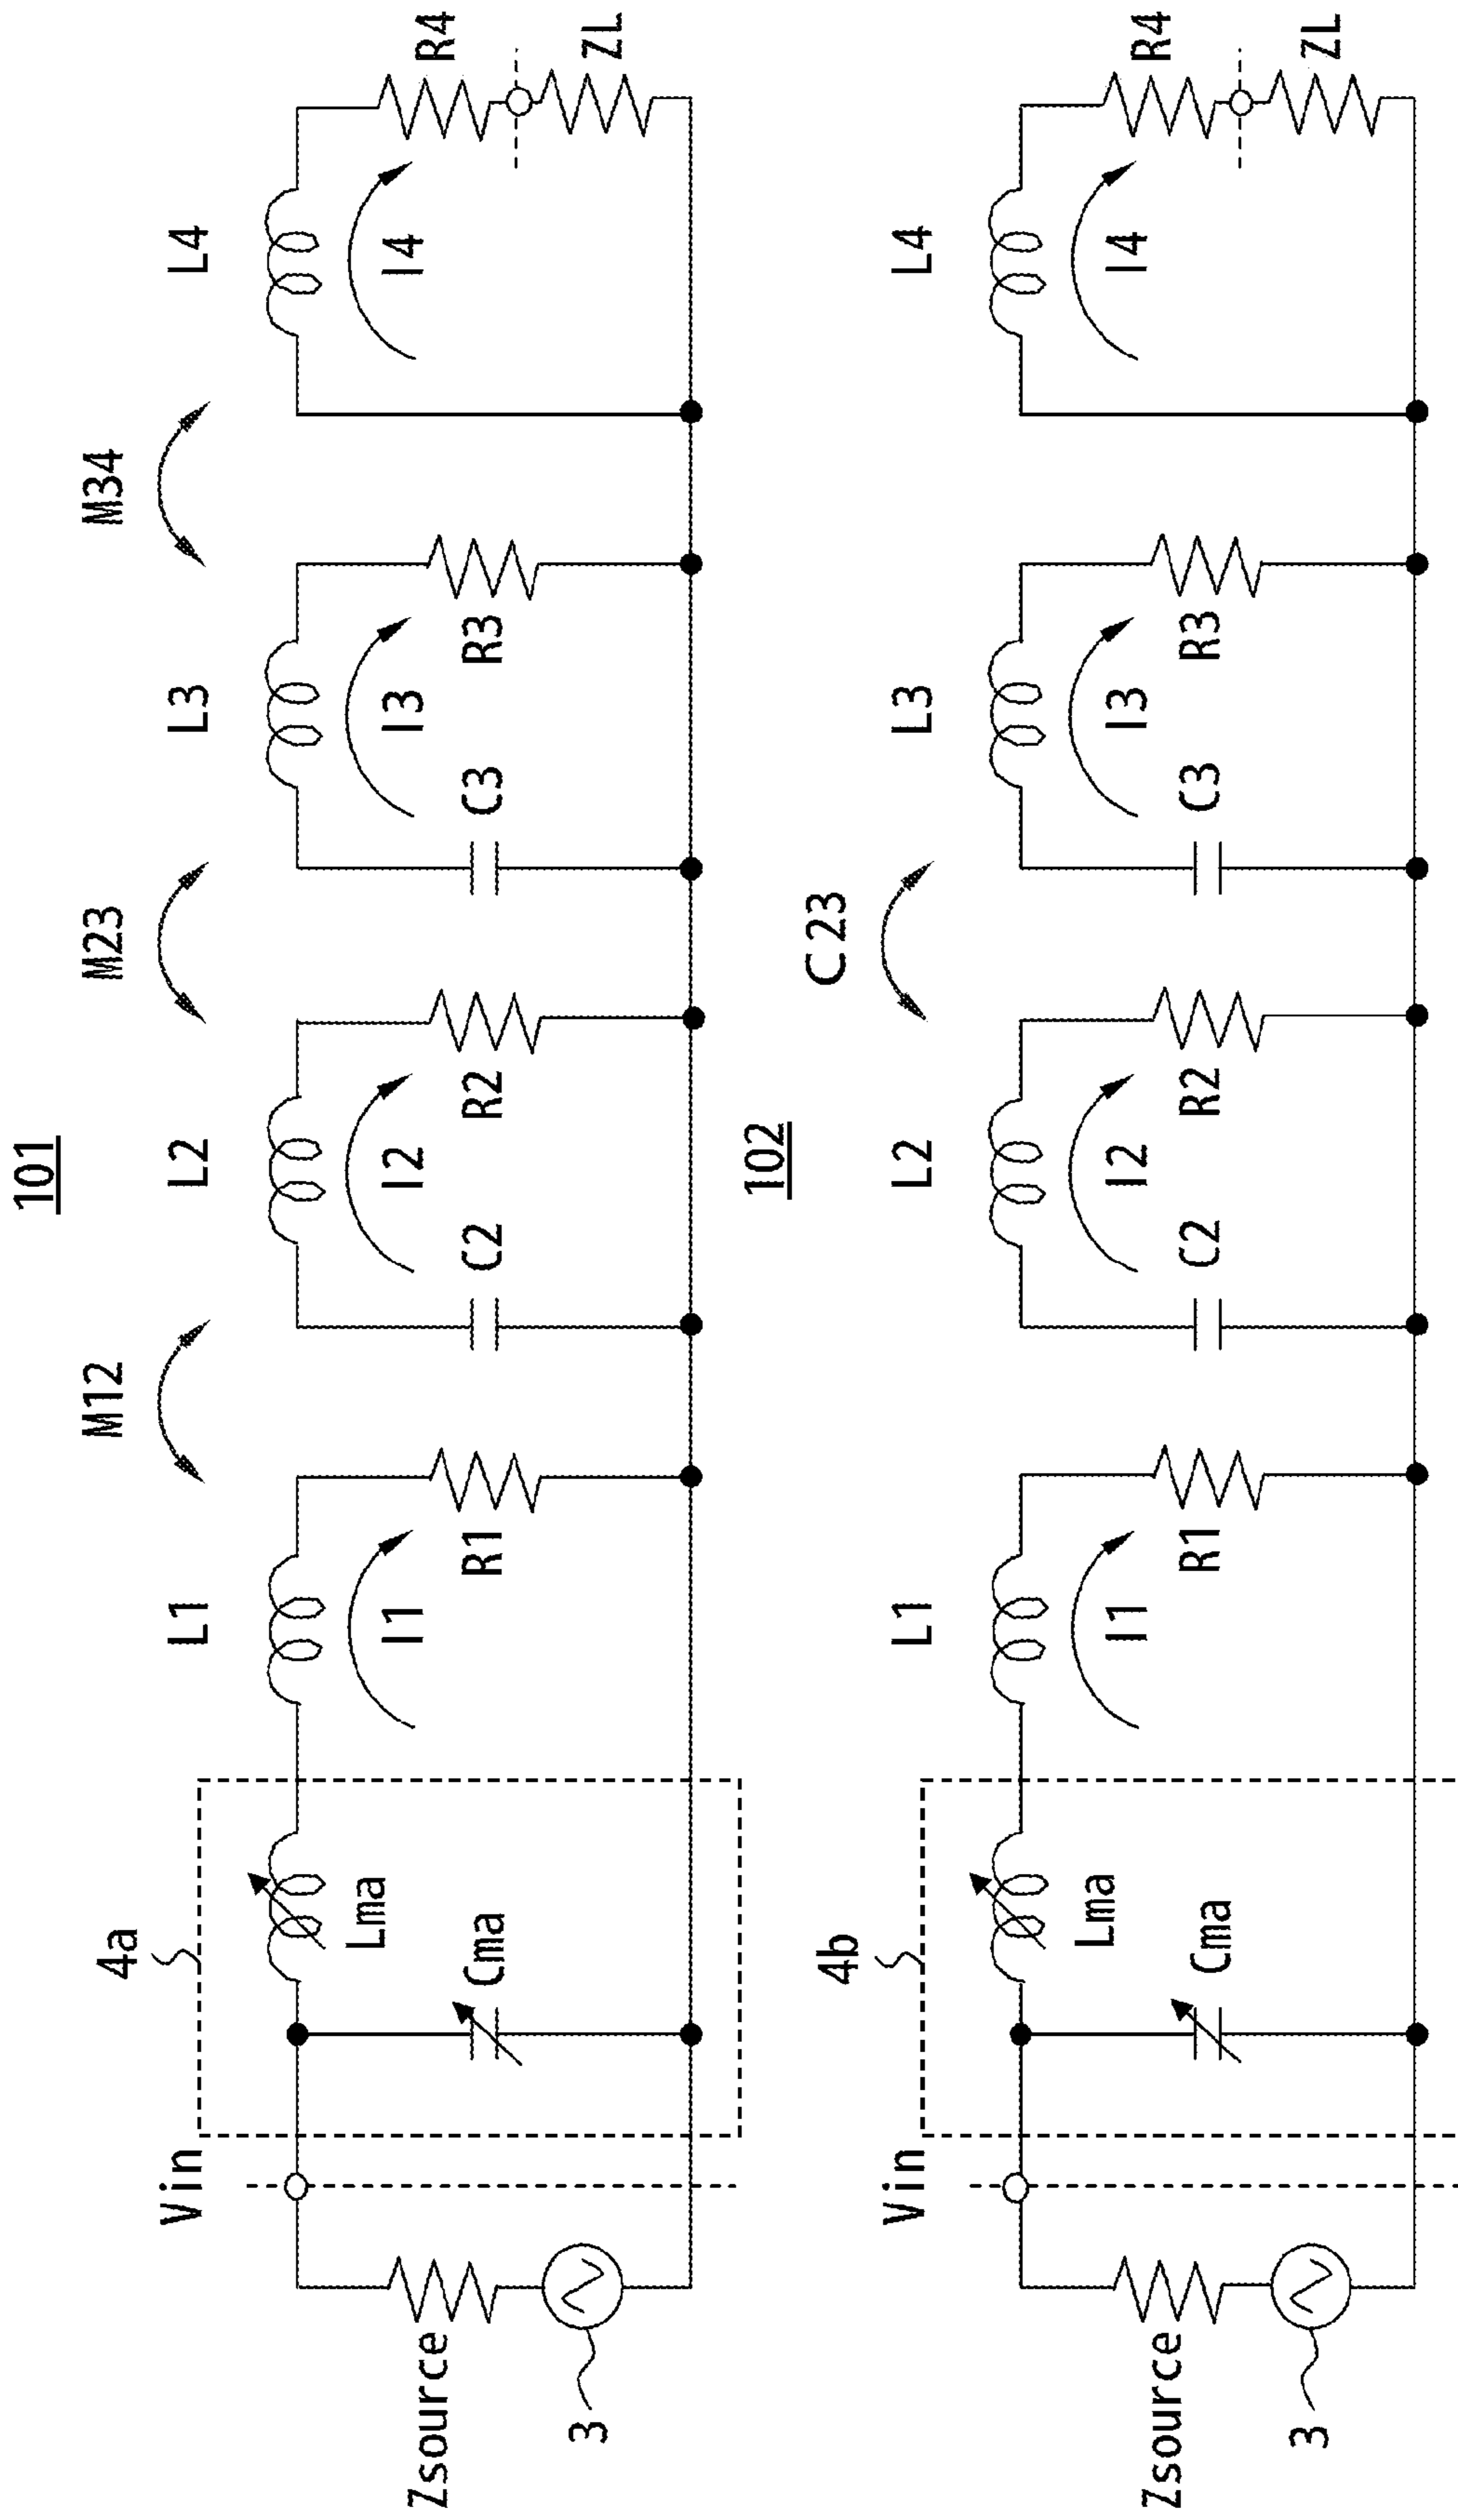 101
M12 M23 M34
4a L1 L2 L3 L4
Vin
Lma I1 I2 I3 I4
Zsource Cma R1 C2 R2 C3 R3 R4
3 ZL
102
C23
4b L1 L2 L3 L4
Vin
Lma I1 I2 I3 I4
Zsource Cma R1 C2 R2 C3 R3 R4
3 ZL